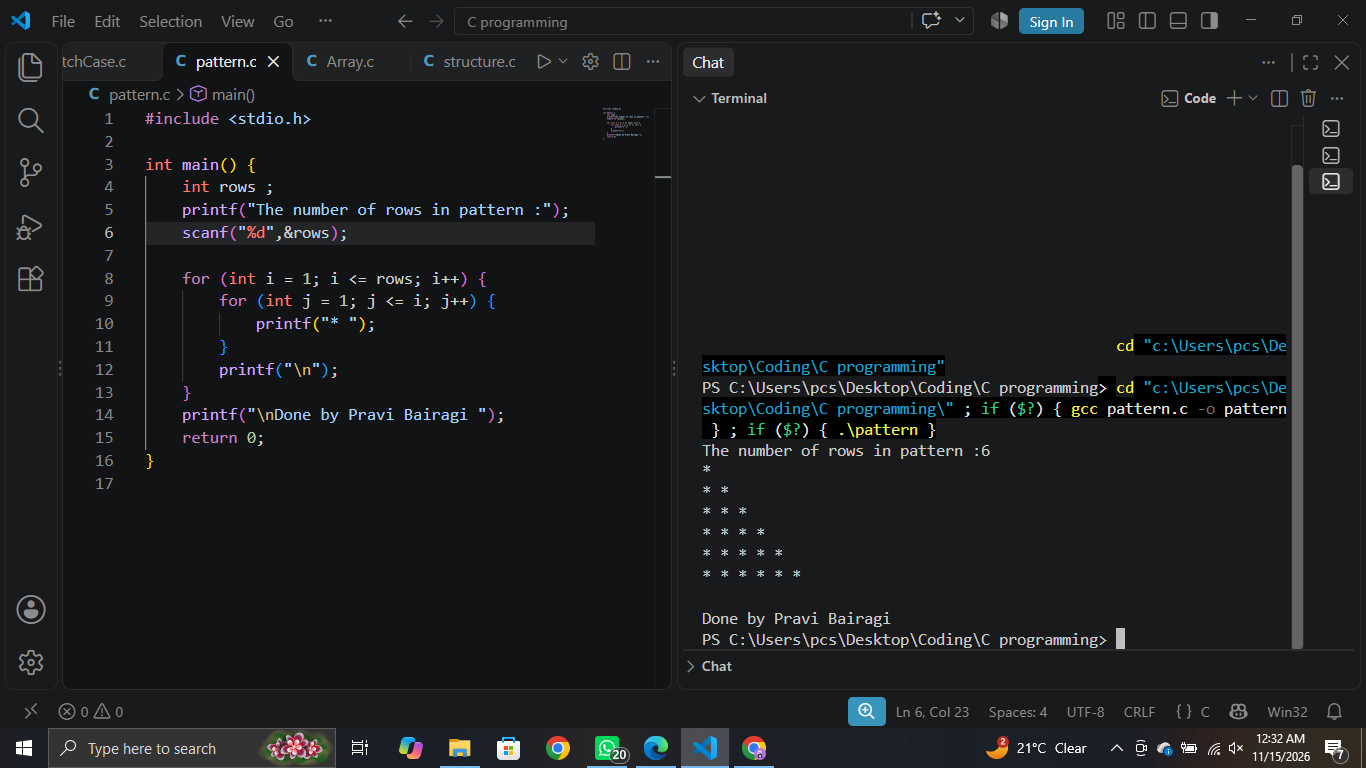 File Edit Selection View Go ··· C programming Sign In
tchCase.c pattern.c Array.c structure.c ···
pattern.c > main()
1 #include <stdio.h>
2
3 int main() {
4     int rows ;
5     printf("The number of rows in pattern :");
6     scanf("%d",&rows);
7
8     for (int i = 1; i <= rows; i++) {
9         for (int j = 1; j <= i; j++) {
10             printf("* ");
11         }
12         printf("\n");
13     }
14     printf("\nDone by Pravi Bairagi ");
15     return 0;
16 }
17
Chat
Terminal Code
cd "c:\Users\pcs\De
sktop\Coding\C programming"
PS C:\Users\pcs\Desktop\Coding\C programming> cd "c:\Users\pcs\De
sktop\Coding\C programming\" ; if ($?) { gcc pattern.c -o pattern
 } ; if ($?) { .\pattern }
The number of rows in pattern :6
*
* *
* * *
* * * *
* * * * *
* * * * * *
Done by Pravi Bairagi
PS C:\Users\pcs\Desktop\Coding\C programming>
Chat
0 0 Ln 6, Col 23 Spaces: 4 UTF-8 CRLF { } C Win32
Type here to search 20 2 21°C Clear 12:32 AM 7
11/15/2026